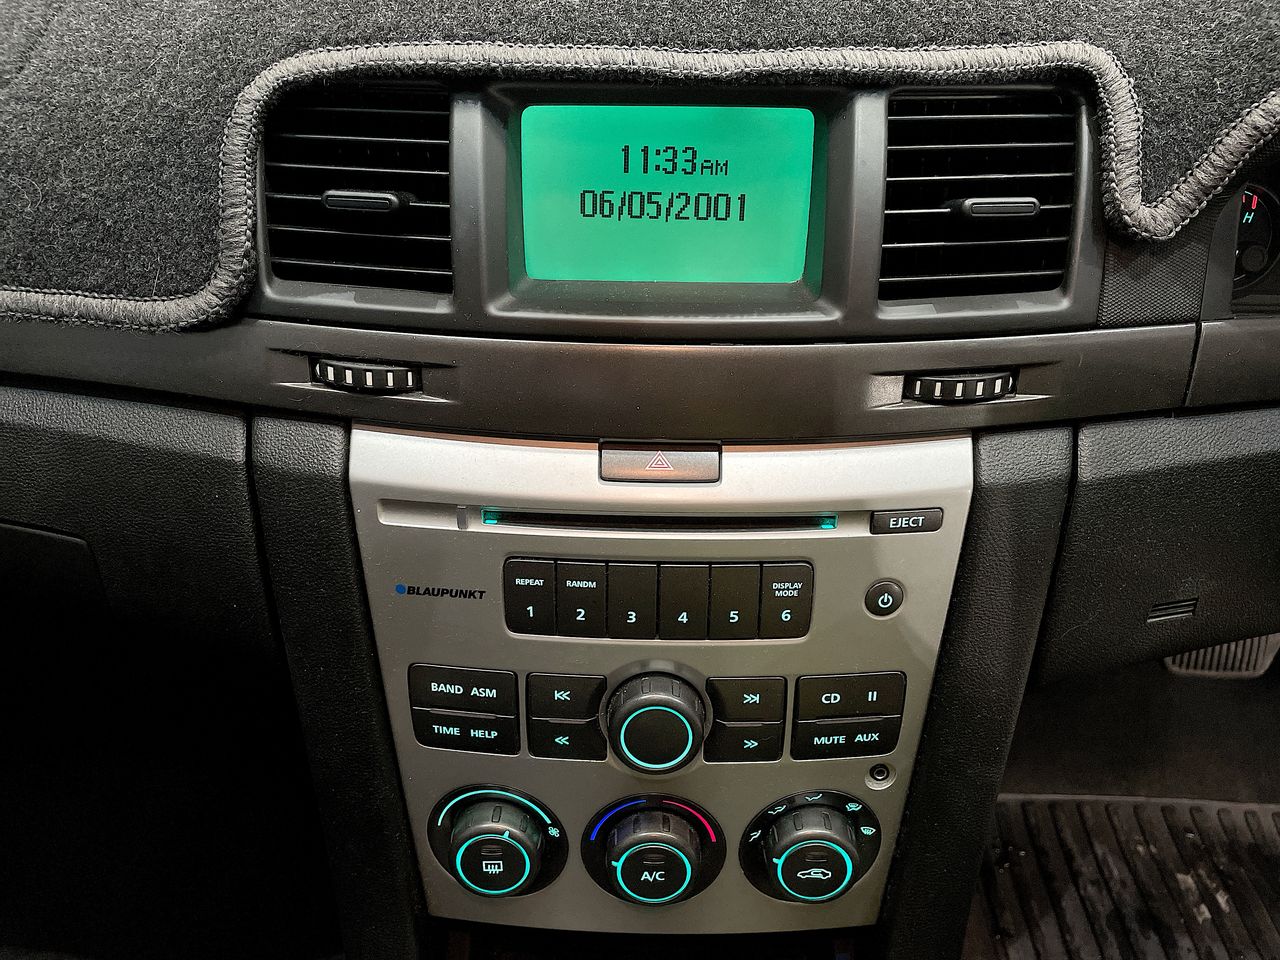 11:33AM
06/05/2001
H
EJECT
BLAUPUNKT
REPEAT
1
RANDM
2
3
4
5
DISPLAY
MODE
6
BAND ASM
CD
TIME HELP
MUTE AUX
A/C